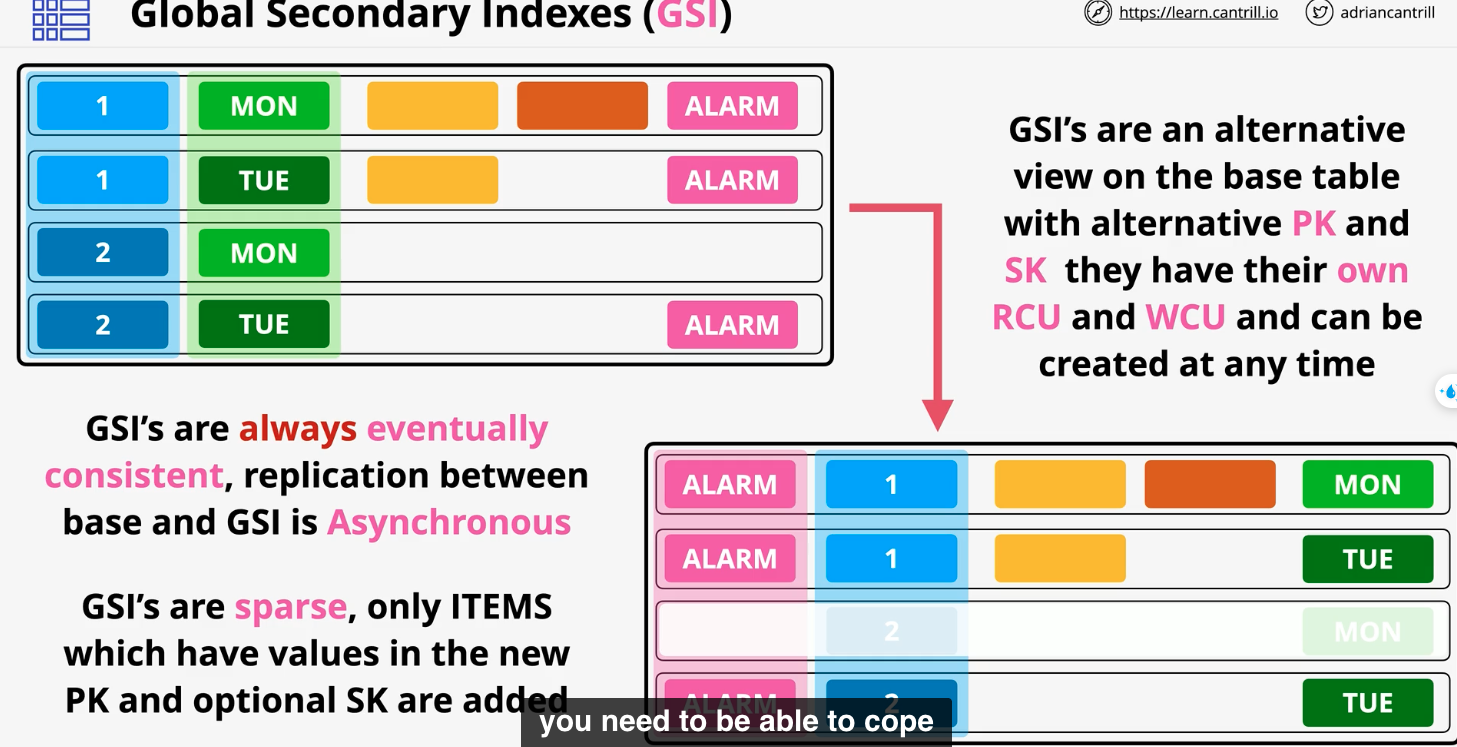 Global Secondary Indexes (GSI)
https://learn.cantrill.io
adriancantrill
1 MON ALARM
1 TUE ALARM
2 MON
2 TUE ALARM
GSI’s are an alternative
view on the base table
with alternative PK and
SK they have their own
RCU and WCU and can be
created at any time
GSI’s are always eventually
consistent, replication between
base and GSI is Asynchronous
GSI’s are sparse, only ITEMS
which have values in the new
PK and optional SK are added
ALARM 1 MON
ALARM 1 TUE
2 MON
ALARM 2 TUE
you need to be able to cope